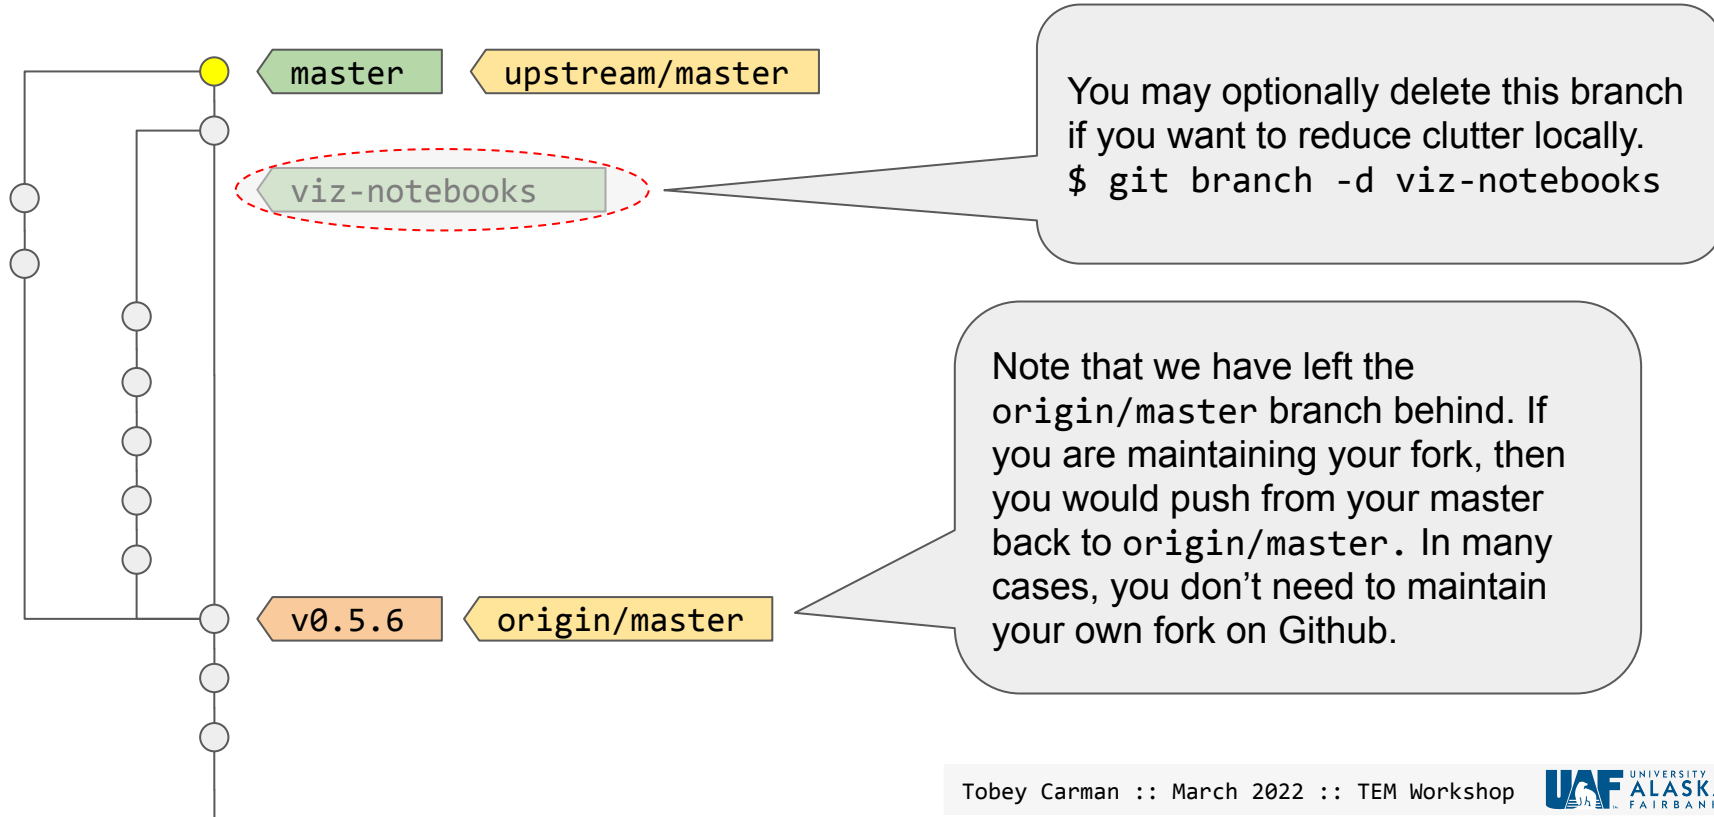 master
upstream/master
You may optionally delete this branch
if you want to reduce clutter locally.
$ git branch -d viz-notebooks
viz-notebooks
Note that we have left the
origin/master branch behind. If
you are maintaining your fork, then
you would push from your master
back to origin/master. In many
cases, you don’t need to maintain
your own fork on Github.
v0.5.6
origin/master
Tobey Carman :: March 2022 :: TEM Workshop
UAF
UNIVERSITY
ALASKA
FAIRBANK